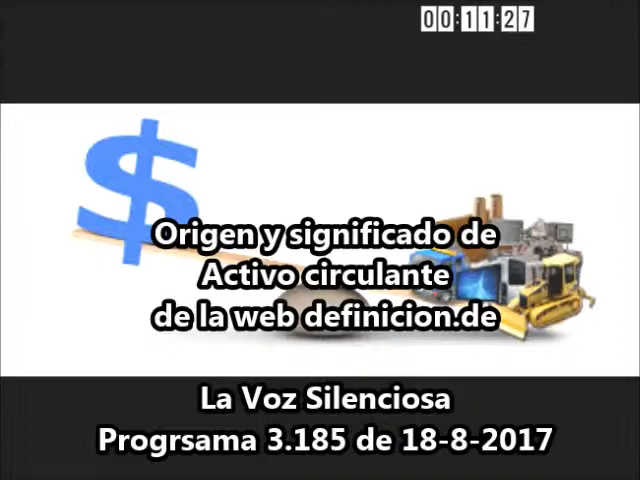 00:11:27
$
Origen y significado de
Activo circulante
de la web definicion.de
La Voz Silenciosa
Progrsama 3.185 de 18-8-2017